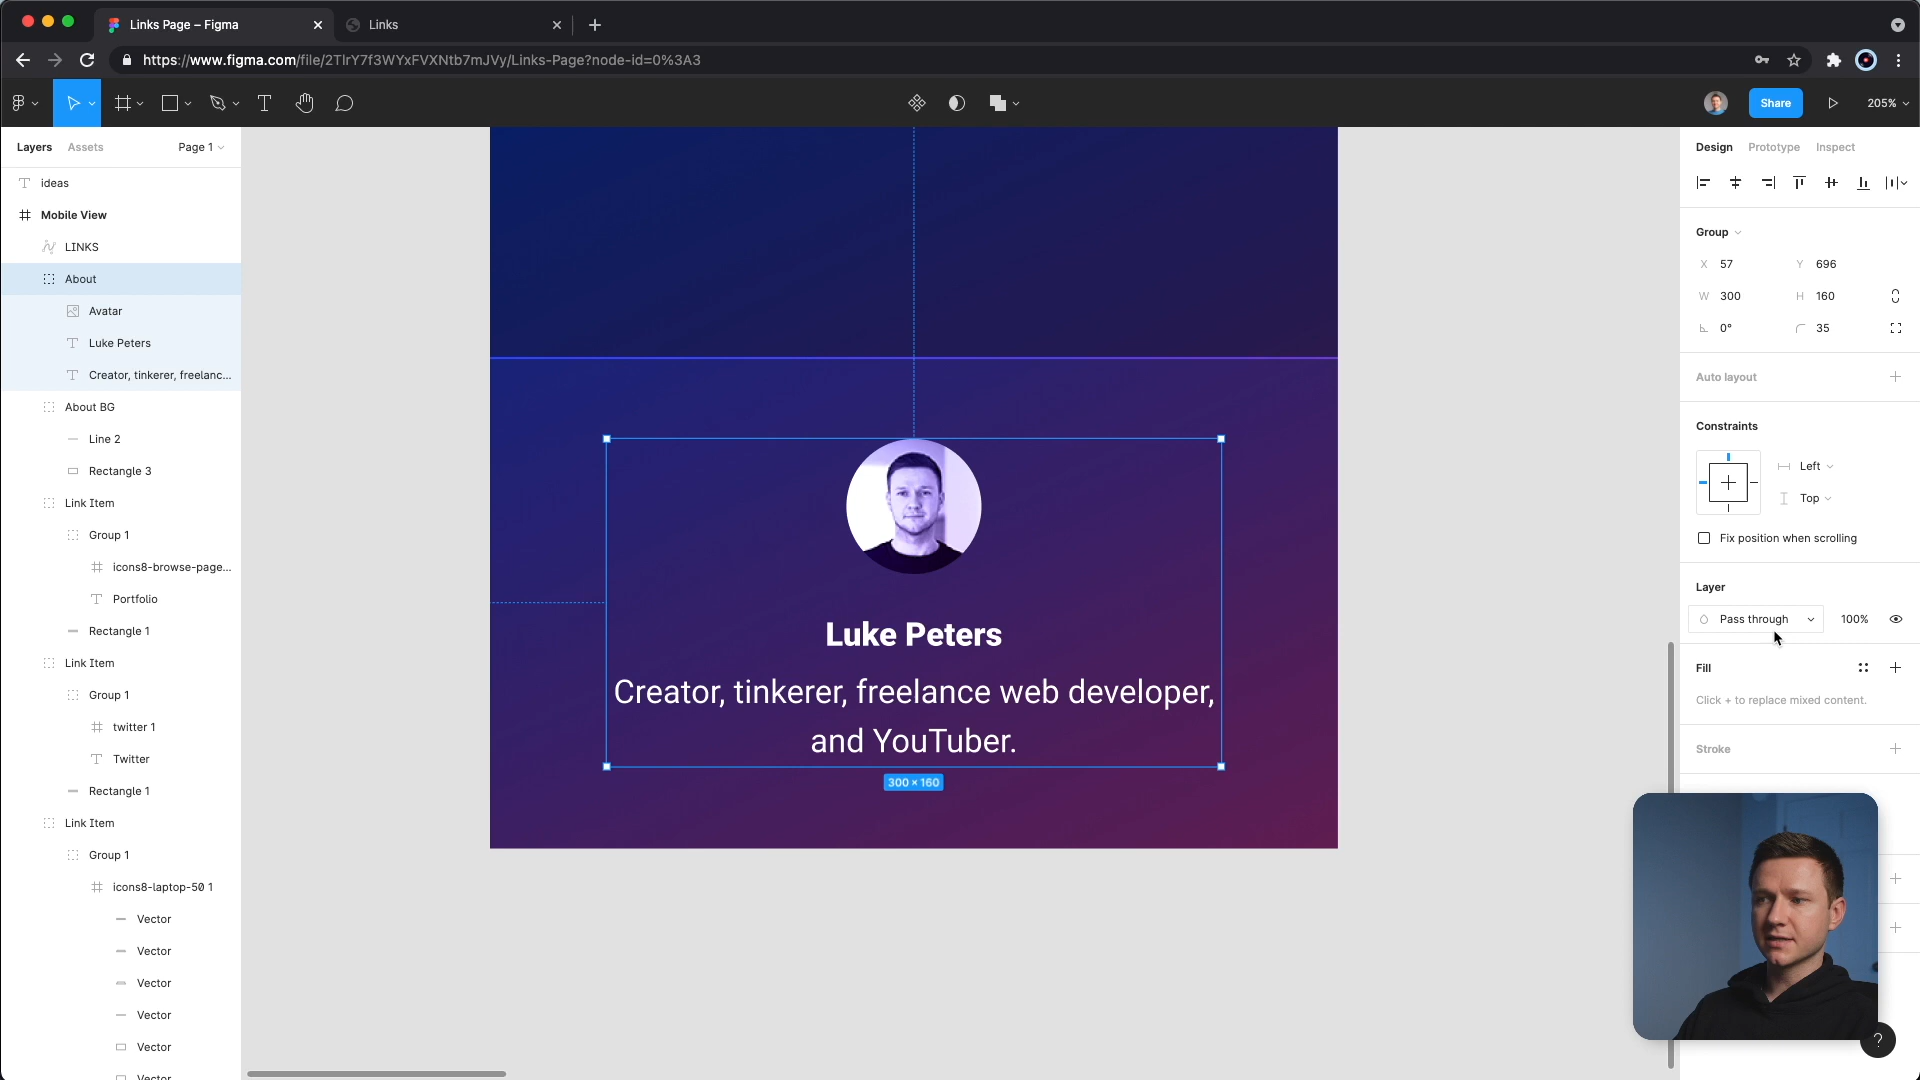 Links Page – Figma
Links
https://www.figma.com/file/2TlrY7f3WYxFVXNtb7mJVy/Links-Page?node-id=0%3A3
Share
205%
Layers
Assets
Page 1
ideas
Mobile View
LINKS
About
Avatar
Luke Peters
Creator, tinkerer, freelanc...
About BG
Line 2
Rectangle 3
Link Item
Group 1
icons8-browse-page...
Portfolio
Rectangle 1
Link Item
Group 1
twitter 1
Twitter
Rectangle 1
Link Item
Group 1
icons8-laptop-50 1
Vector
Vector
Vector
Vector
Vector
Vector
Luke Peters
Creator, tinkerer, freelance web developer,
and YouTuber.
300 × 160
Design
Prototype
Inspect
Group
X 57
Y 696
W 300
H 160
0°
35
Auto layout
Constraints
Left
Top
Fix position when scrolling
Layer
Pass through
100%
Fill
Click + to replace mixed content.
Stroke
?